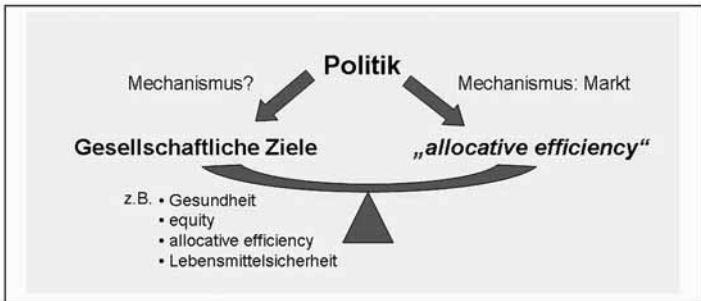 Politik
Mechanismus?
Mechanismus: Markt
Gesellschaftliche Ziele
„allocative efficiency“
z.B. • Gesundheit
• equity
• allocative efficiency
• Lebensmittelsicherheit